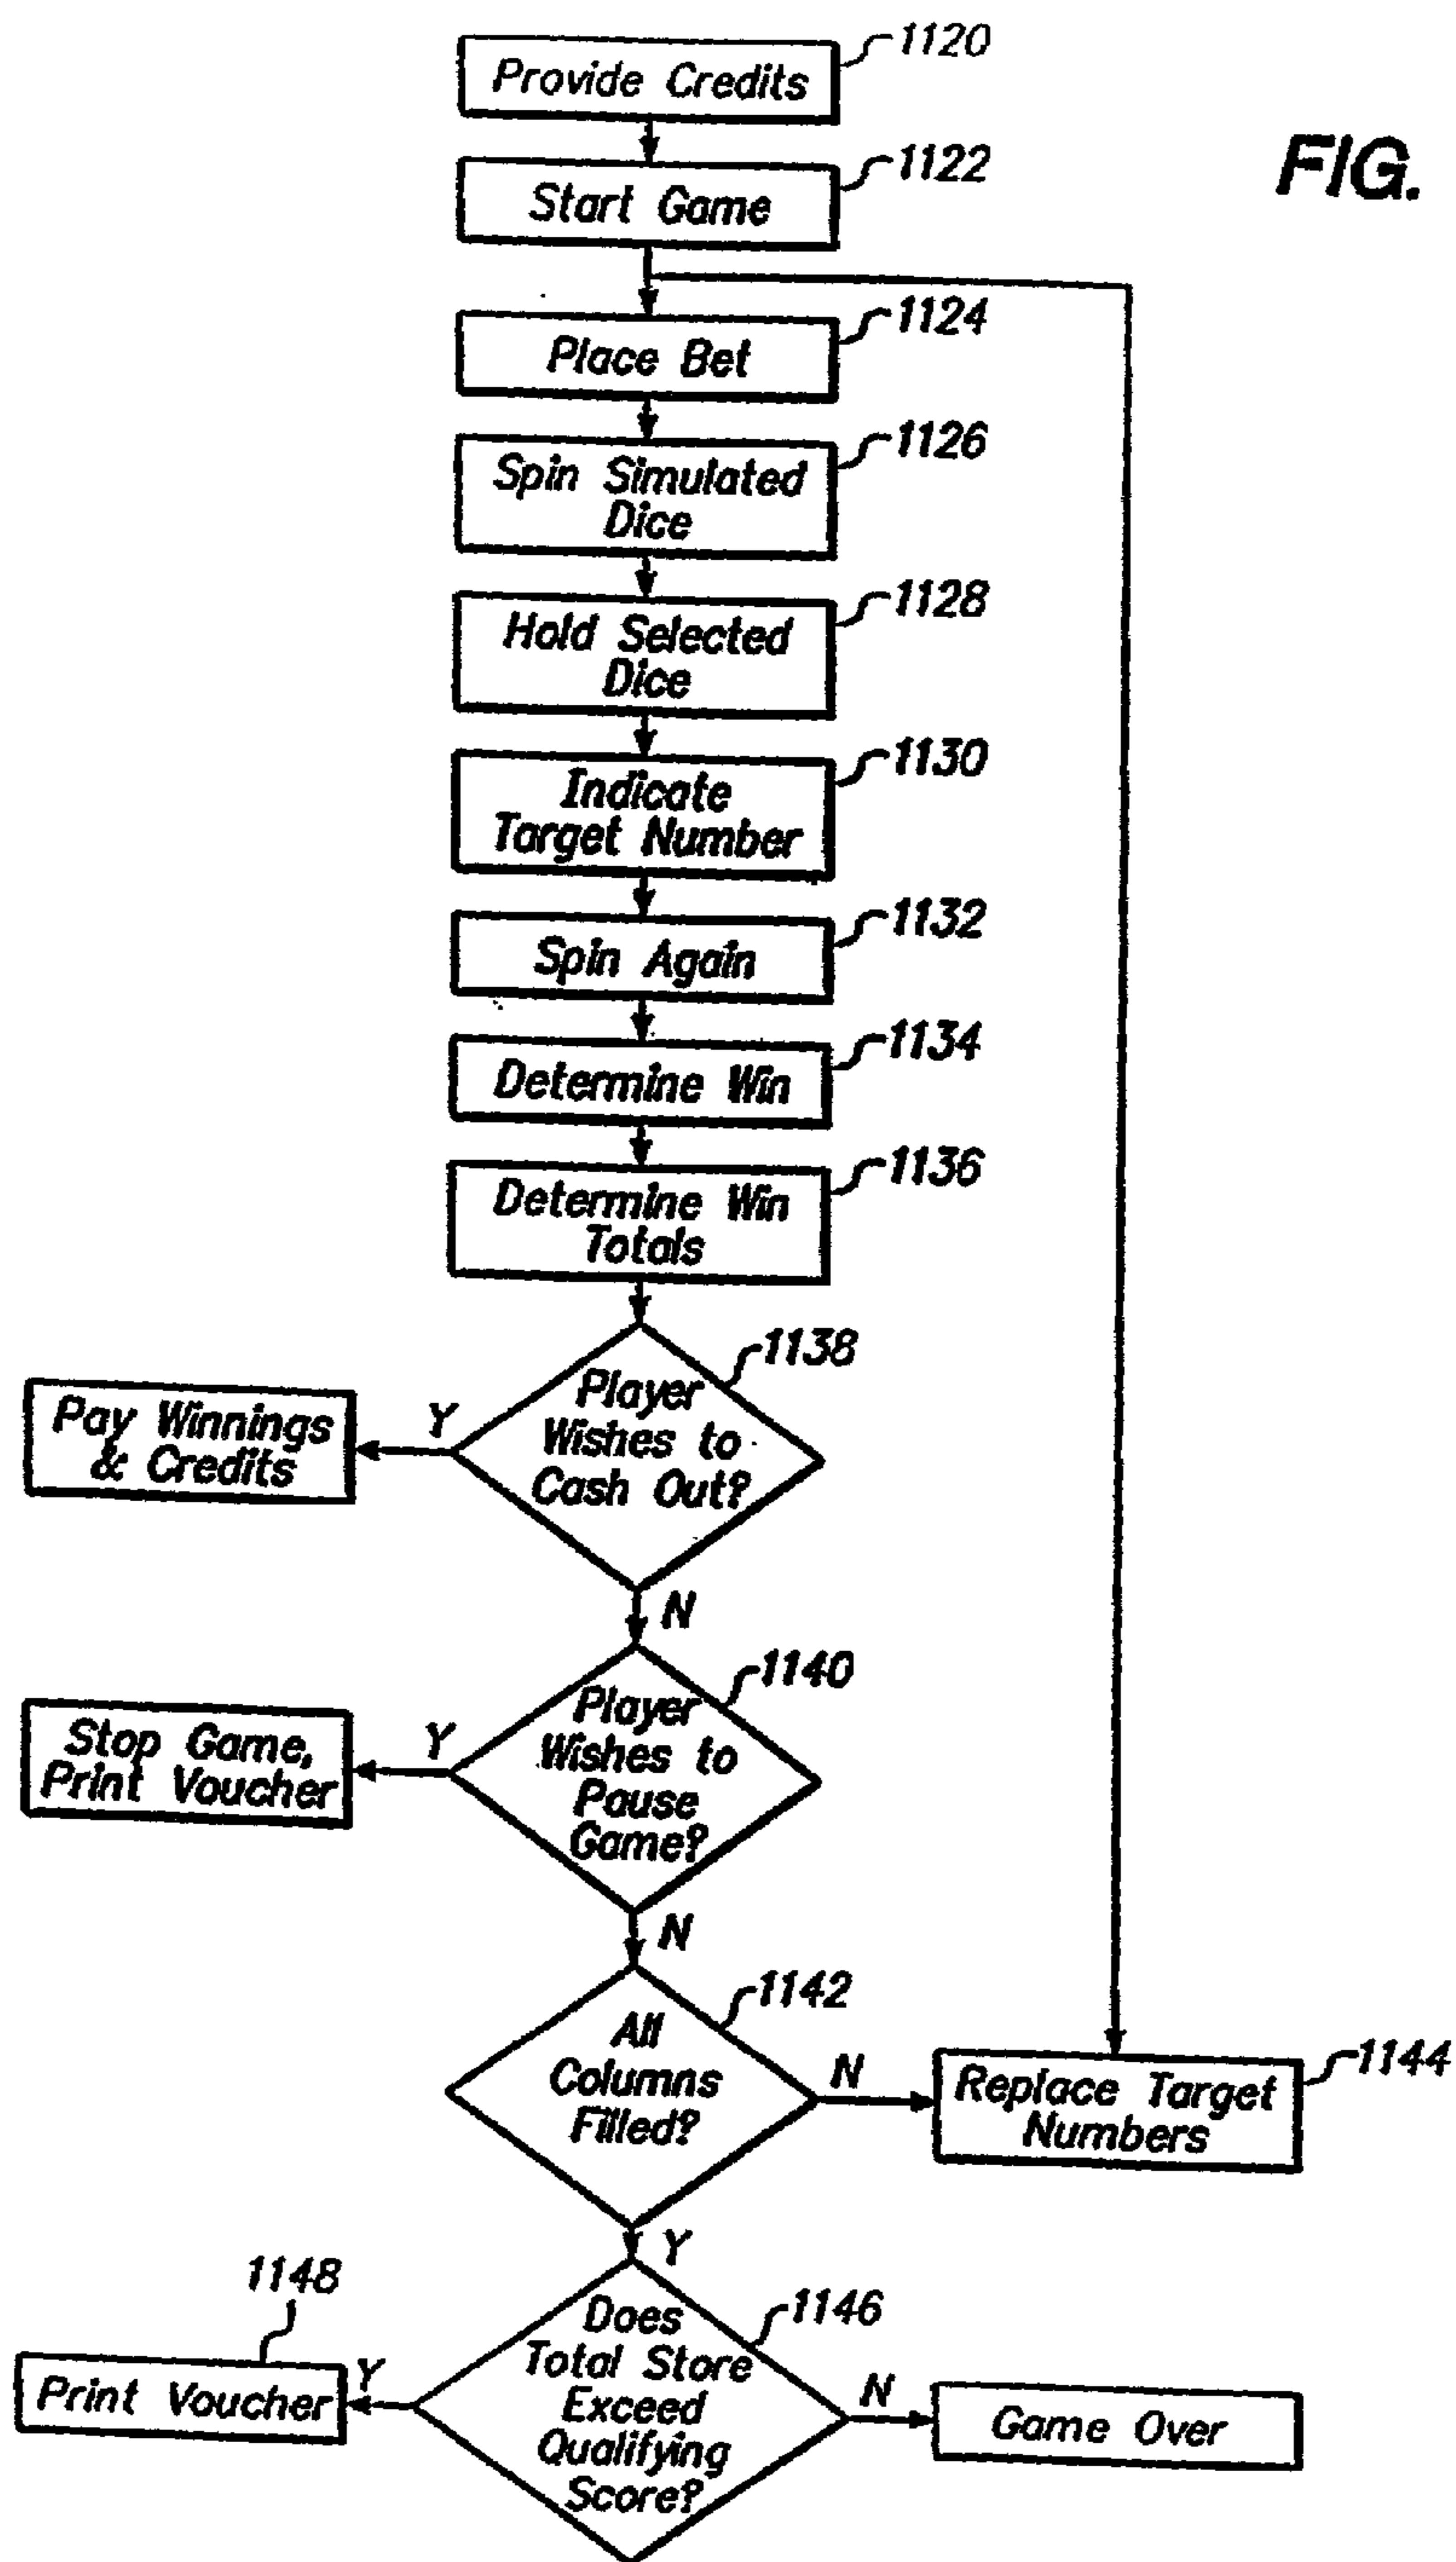 1120
Provide Credits
FIG.
1122
Start Game
1124
Place Bet
1126
Spin Simulated
Dice
1128
Hold Selected
Dice
1130
Indicate
Target Number
1132
Spin Again
1134
Determine Win
1136
Determine Win
Totals
1138
Player
Wishes to
Cash Out?
Y
Pay Winnings
& Credits
N
1140
Player
Wishes to
Pause
Game?
Y
Stop Game,
Print Voucher
N
1142
All
Columns
Filled?
N
1144
Replace Target
Numbers
Y
1148
1146
Does
Total Store
Exceed
Qualifying
Score?
Y
Print Voucher
N
Game Over